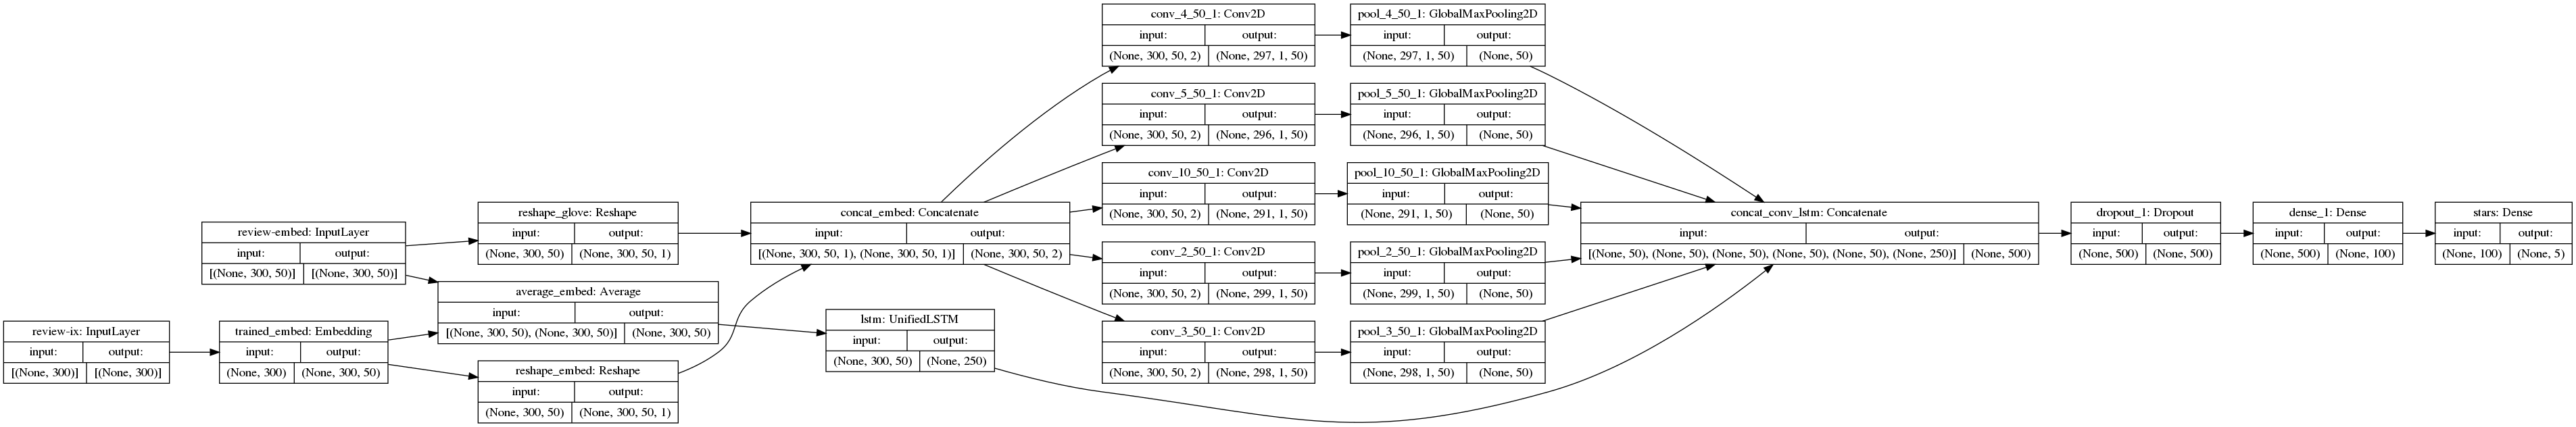 review-ix: InputLayer
input: output:
[(None, 300)] [(None, 300)]
review-embed: InputLayer
input: output:
[(None, 300, 50)] [(None, 300, 50)]
trained_embed: Embedding
input: output:
(None, 300) (None, 300, 50)
reshape_glove: Reshape
input: output:
(None, 300, 50) (None, 300, 50, 1)
average_embed: Average
input: output:
[(None, 300, 50), (None, 300, 50)] (None, 300, 50)
reshape_embed: Reshape
input: output:
(None, 300, 50) (None, 300, 50, 1)
concat_embed: Concatenate
input: output:
[(None, 300, 50, 1), (None, 300, 50, 1)] (None, 300, 50, 2)
lstm: UnifiedLSTM
input: output:
(None, 300, 50) (None, 250)
conv_4_50_1: Conv2D
input: output:
(None, 300, 50, 2) (None, 297, 1, 50)
conv_5_50_1: Conv2D
input: output:
(None, 300, 50, 2) (None, 296, 1, 50)
conv_10_50_1: Conv2D
input: output:
(None, 300, 50, 2) (None, 291, 1, 50)
conv_2_50_1: Conv2D
input: output:
(None, 300, 50, 2) (None, 299, 1, 50)
conv_3_50_1: Conv2D
input: output:
(None, 300, 50, 2) (None, 298, 1, 50)
pool_4_50_1: GlobalMaxPooling2D
input: output:
(None, 297, 1, 50) (None, 50)
pool_5_50_1: GlobalMaxPooling2D
input: output:
(None, 296, 1, 50) (None, 50)
pool_10_50_1: GlobalMaxPooling2D
input: output:
(None, 291, 1, 50) (None, 50)
pool_2_50_1: GlobalMaxPooling2D
input: output:
(None, 299, 1, 50) (None, 50)
pool_3_50_1: GlobalMaxPooling2D
input: output:
(None, 298, 1, 50) (None, 50)
concat_conv_lstm: Concatenate
input: output:
[(None, 50), (None, 50), (None, 50), (None, 50), (None, 50), (None, 250)] (None, 500)
dropout_1: Dropout
input: output:
(None, 500) (None, 500)
dense_1: Dense
input: output:
(None, 500) (None, 100)
stars: Dense
input: output:
(None, 100) (None, 5)